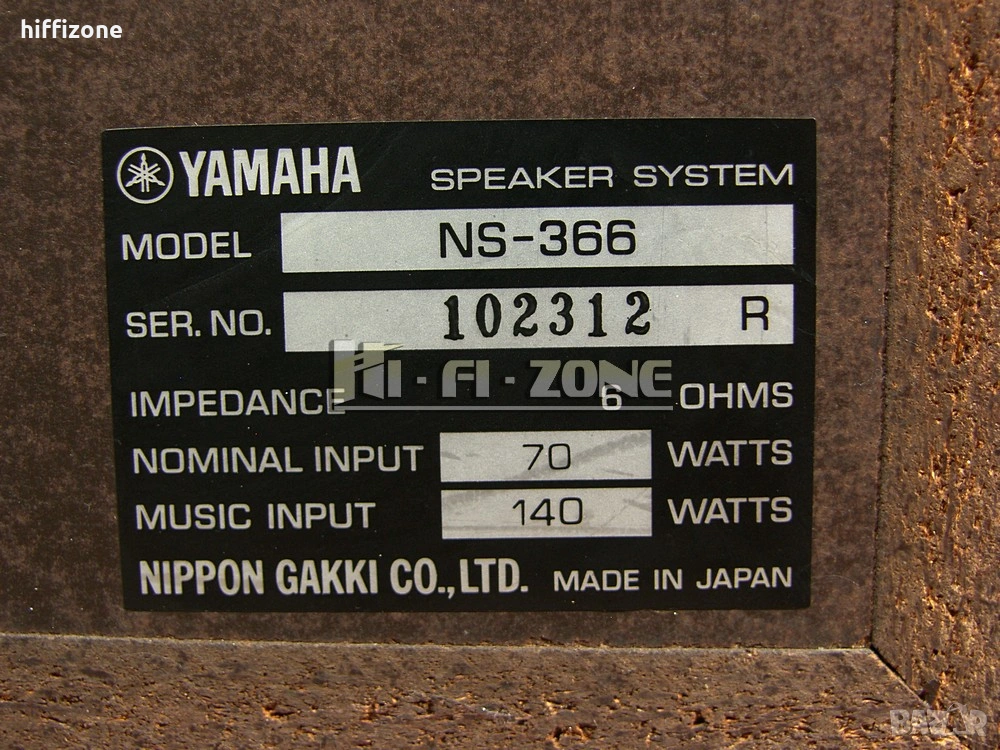 hiffizone
YAMAHA SPEAKER SYSTEM
MODEL NS-366
SER. NO. 102312 R
HI-FI-ZONE
IMPEDANCE 6 OHMS
NOMINAL INPUT 70 WATTS
MUSIC INPUT 140 WATTS
NIPPON GAKKI CO., LTD. MADE IN JAPAN
BAZAR